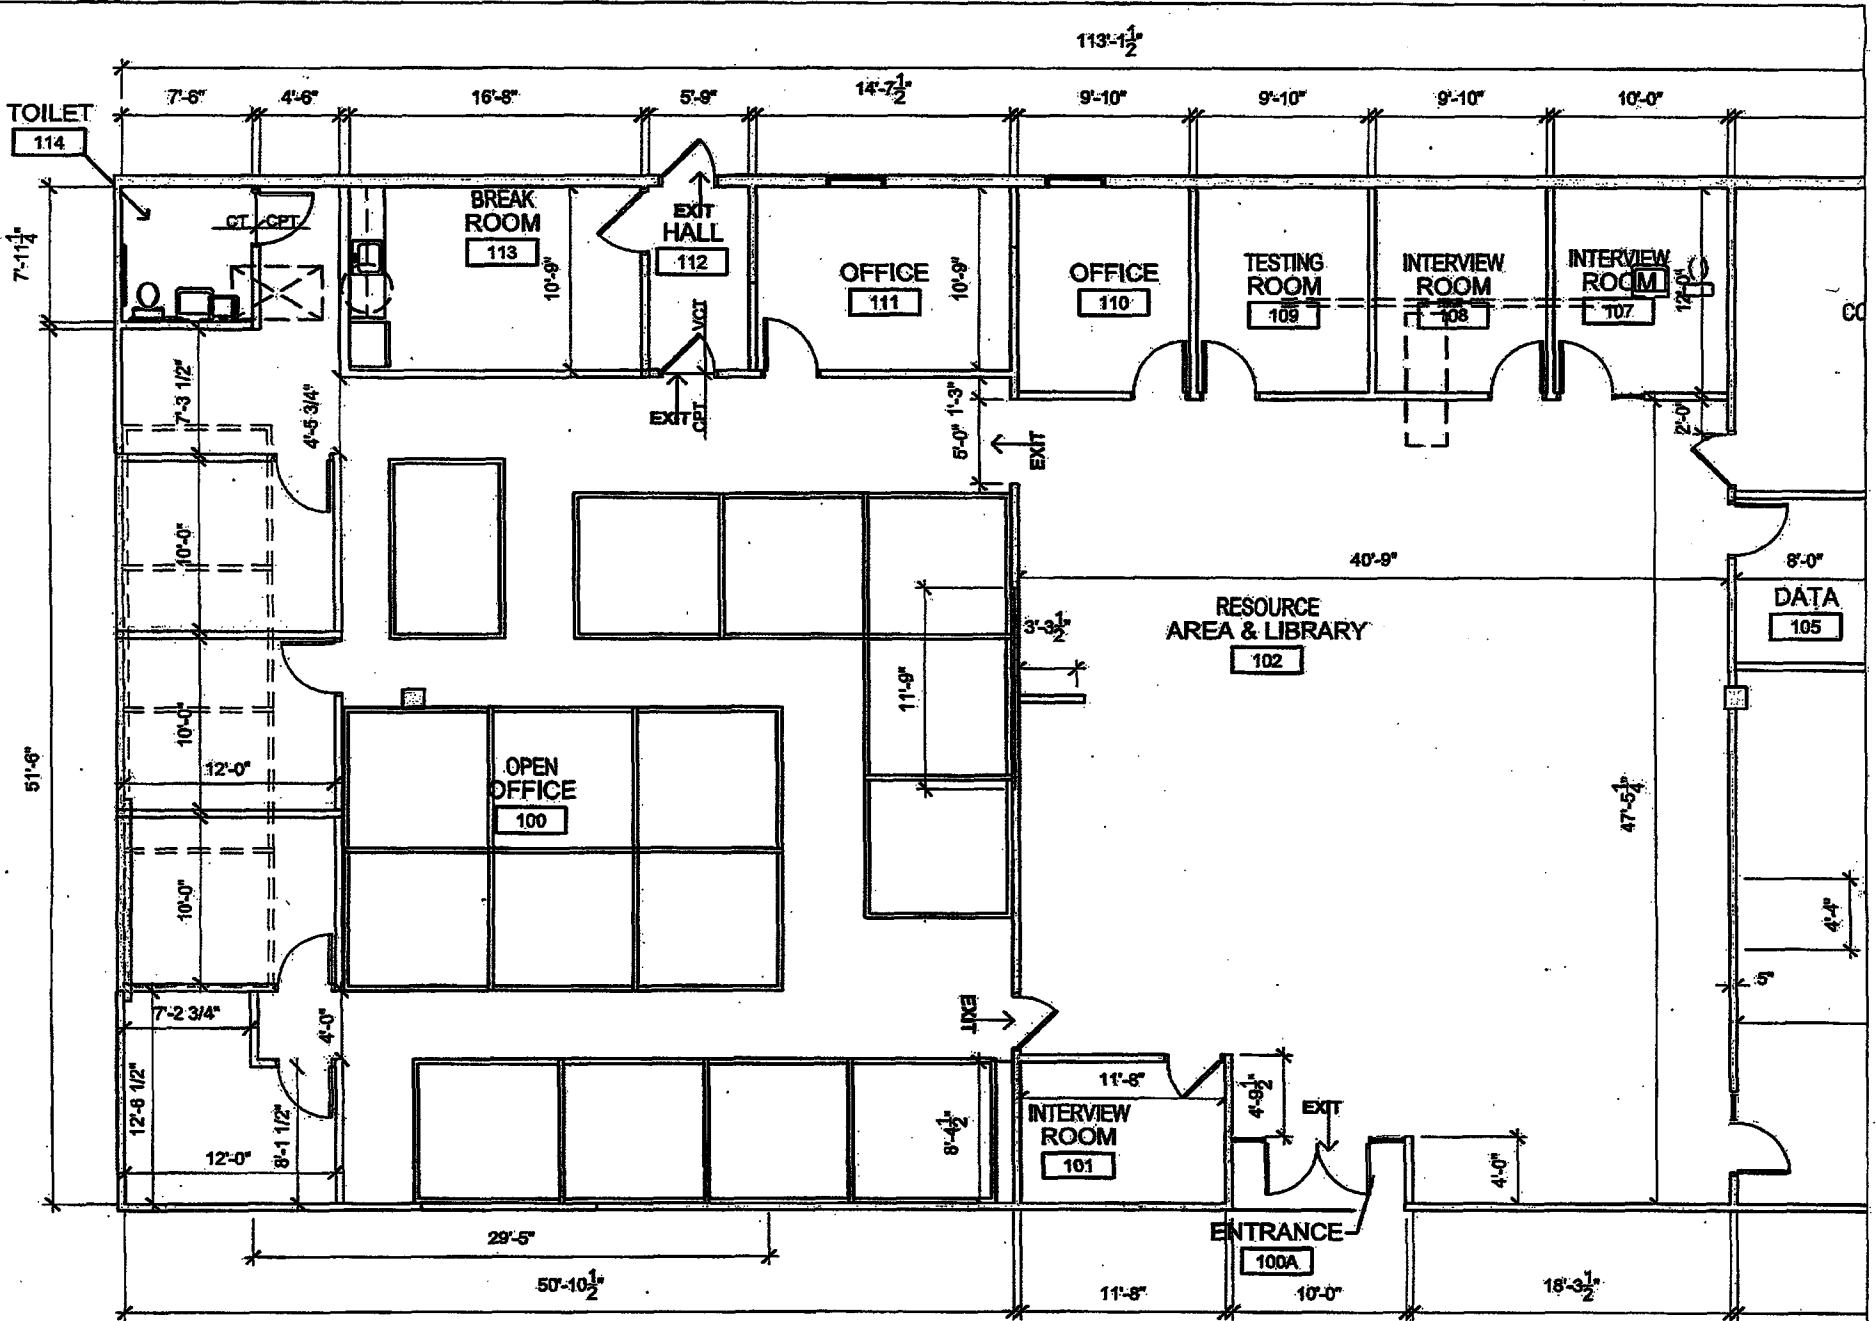 113'-1 1/2"
7'-6"
4'-6"
16'-8"
5'-9"
14'-7 1/2"
9'-10"
9'-10"
9'-10"
10'-0"
TOILET
114
CT
CPT
7'-11 1/4"
BREAK
ROOM
113
10'-9"
EXIT
HALL
112
VCT
CPT
EXIT
OFFICE
111
10'-9"
OFFICE
110
TESTING
ROOM
109
INTERVIEW
ROOM
108
INTERVIEW
ROOM
107
12'-0"
CO
7'-3 1/2"
4'-5 3/4"
1'-3"
5'-0"
EXIT
2'-0"
10'-0"
40'-9"
8'-0"
DATA
105
RESOURCE
AREA & LIBRARY
102
3'-3 1/2"
11'-9"
10'-0"
12'-0"
51'-6"
OPEN
OFFICE
100
47'-5 1/4"
10'-0"
4'-4"
5"
7'-2 3/4"
4'-0"
EXIT
12'-6 1/2"
8'-1 1/2"
12'-0"
8'-4 1/2"
11'-8"
INTERVIEW
ROOM
101
4'-9 1/2"
EXIT
4'-0"
ENTRANCE
100A
29'-5"
50'-10 1/2"
11'-8"
10'-0"
18'-3 1/2"